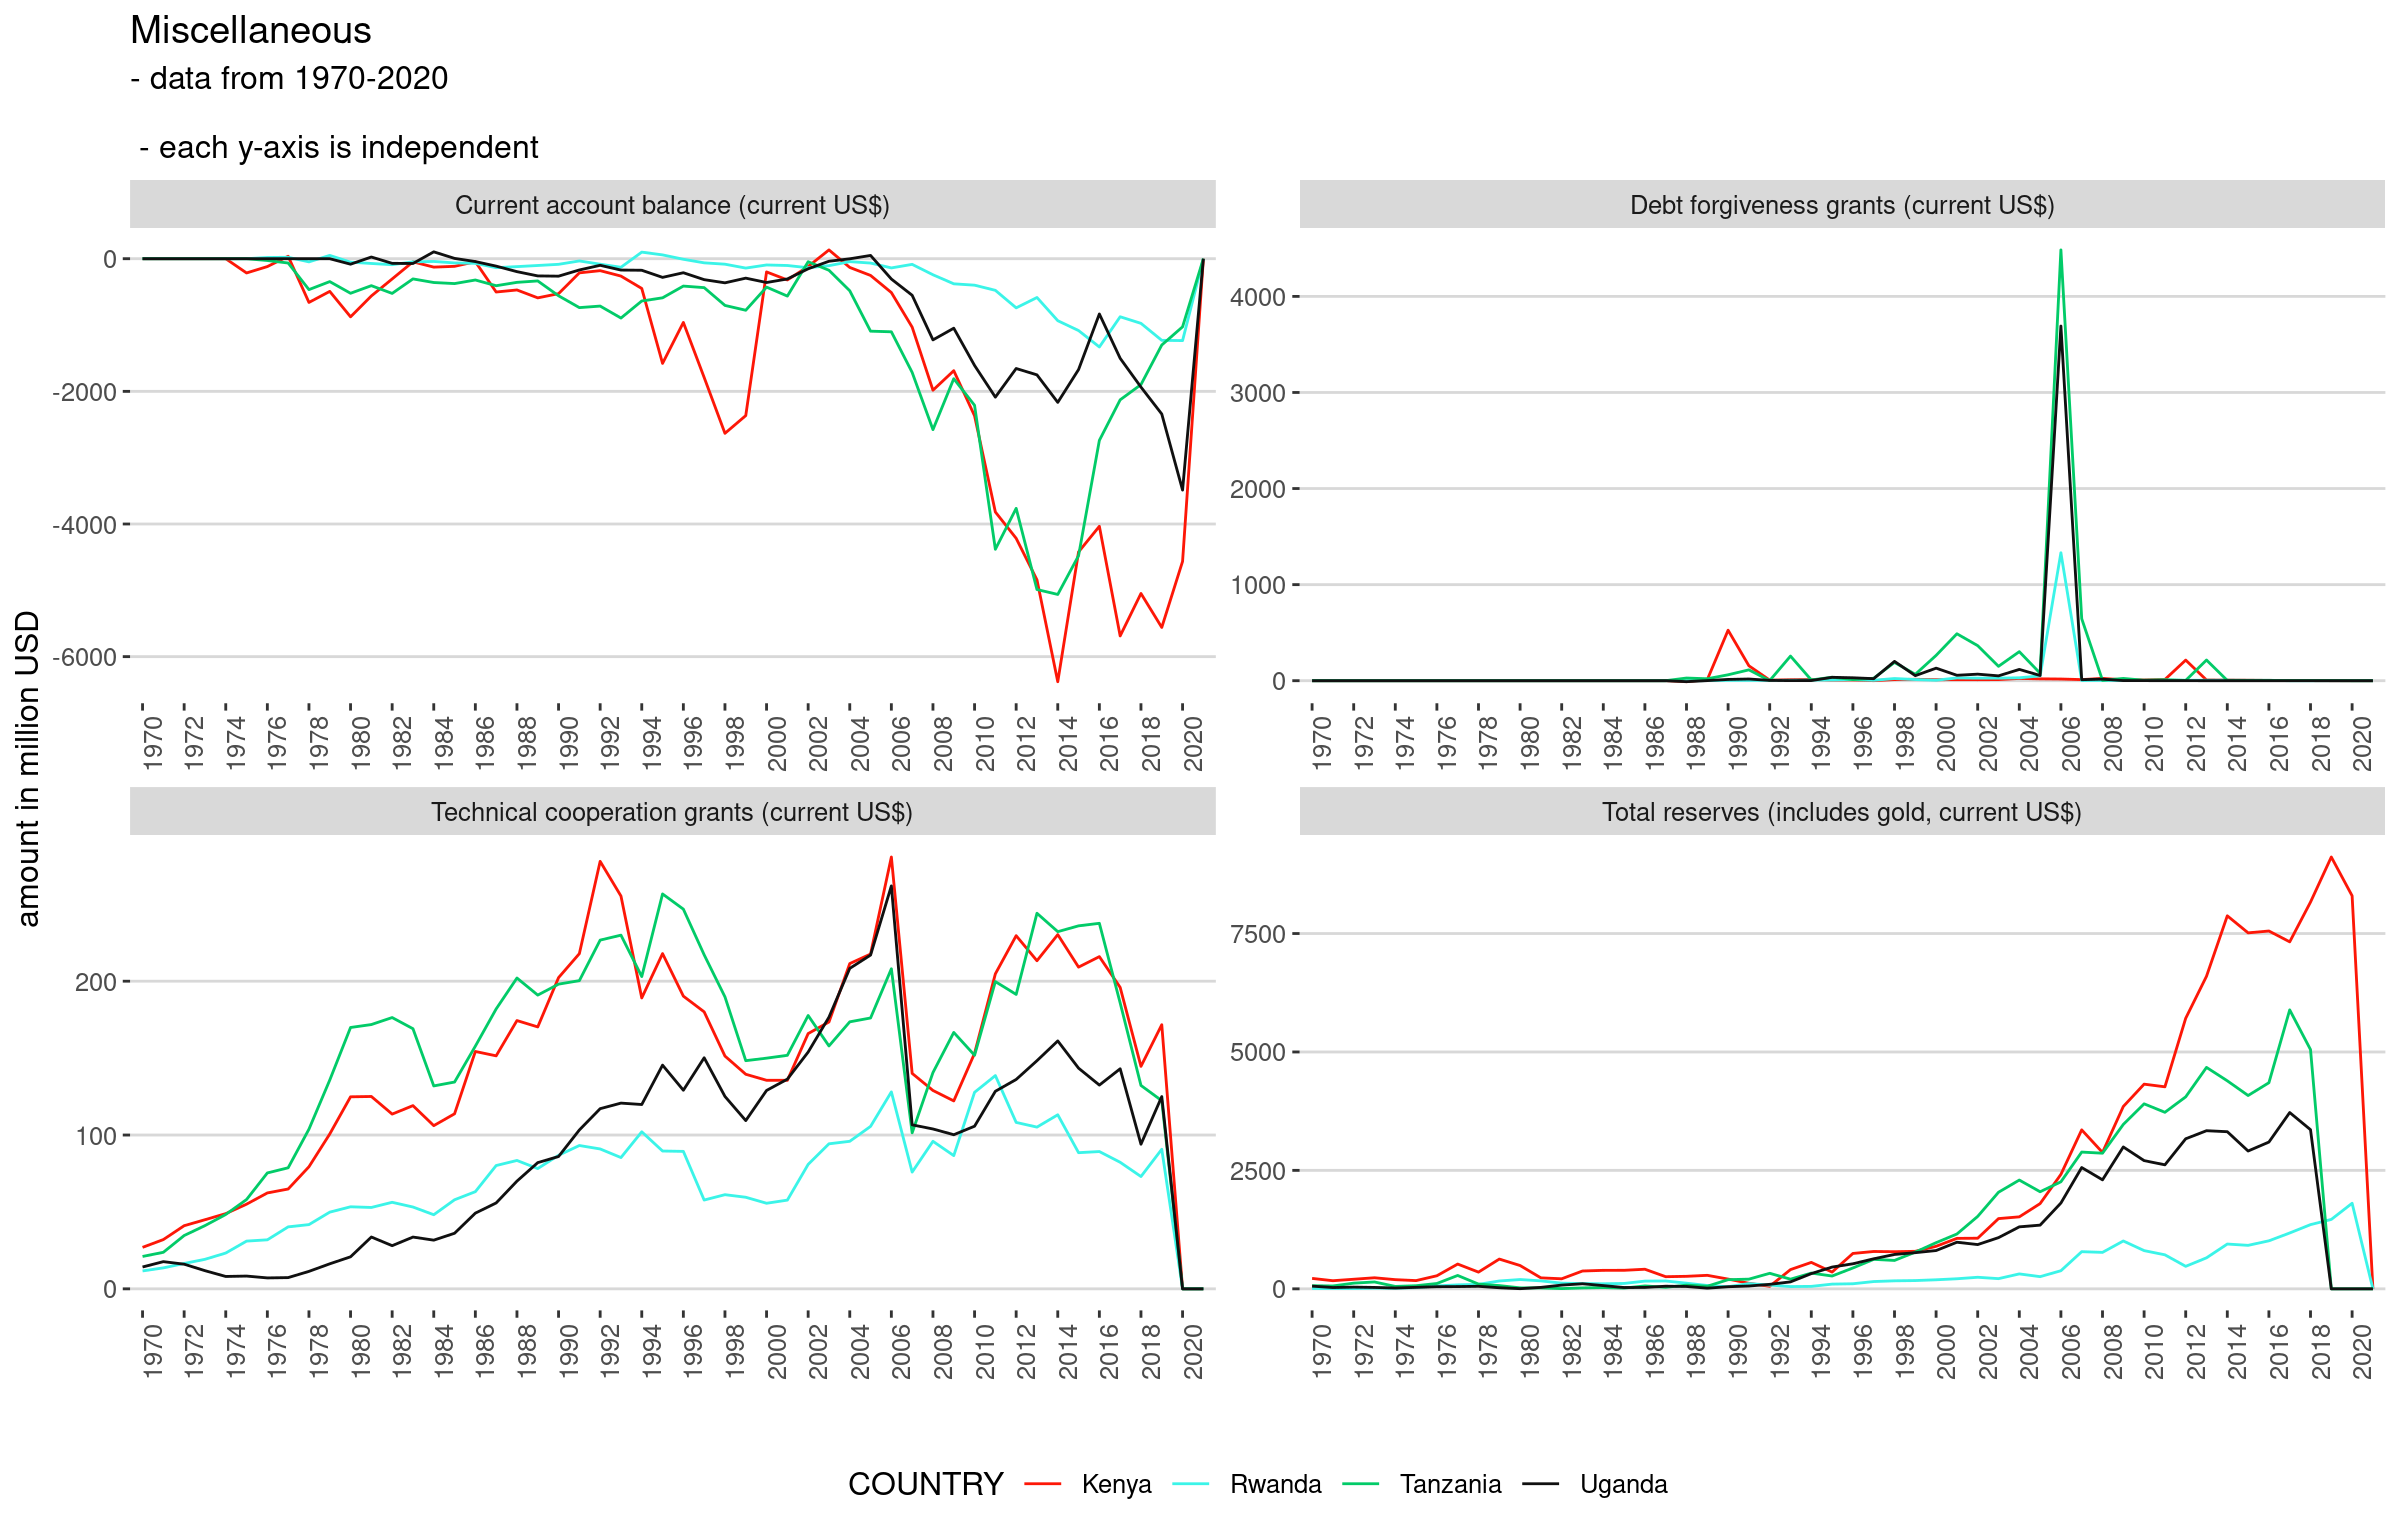 Miscellaneous
- data from 1970-2020
- each y-axis is independent
amount in million USD
Current account balance (current US$)
0
-2000
-4000
-6000
1970 1972 1974 1976 1978 1980 1982 1984 1986 1988 1990 1992 1994 1996 1998 2000 2002 2004 2006 2008 2010 2012 2014 2016 2018 2020
Debt forgiveness grants (current US$)
4000
3000
2000
1000
0
1970 1972 1974 1976 1978 1980 1982 1984 1986 1988 1990 1992 1994 1996 1998 2000 2002 2004 2006 2008 2010 2012 2014 2016 2018 2020
Technical cooperation grants (current US$)
200
100
0
1970 1972 1974 1976 1978 1980 1982 1984 1986 1988 1990 1992 1994 1996 1998 2000 2002 2004 2006 2008 2010 2012 2014 2016 2018 2020
Total reserves (includes gold, current US$)
7500
5000
2500
0
1970 1972 1974 1976 1978 1980 1982 1984 1986 1988 1990 1992 1994 1996 1998 2000 2002 2004 2006 2008 2010 2012 2014 2016 2018 2020
COUNTRY Kenya Rwanda Tanzania Uganda